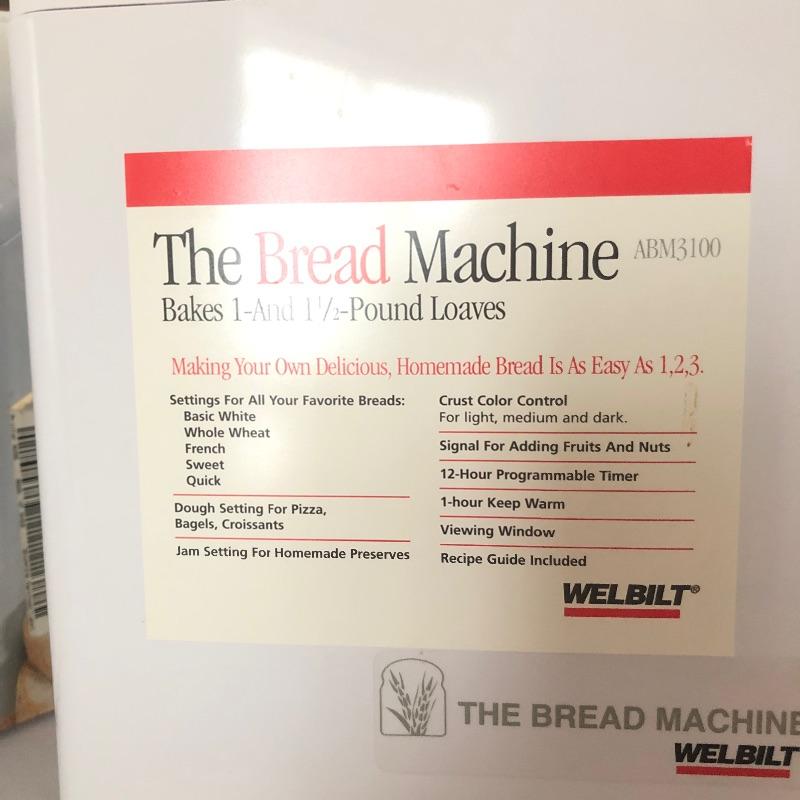 The Bread Machine ABM3100
Bakes 1-And 1 1/2-Pound Loaves
Making Your Own Delicious, Homemade Bread Is As Easy As 1,2,3.
Settings For All Your Favorite Breads:
Basic White
Whole Wheat
French
Sweet
Quick
Dough Setting For Pizza,
Bagels, Croissants
Jam Setting For Homemade Preserves
Crust Color Control
For light, medium and dark.
Signal For Adding Fruits And Nuts
12-Hour Programmable Timer
1-hour Keep Warm
Viewing Window
Recipe Guide Included
WELBILT®
THE BREAD MACHINE
WELBILT